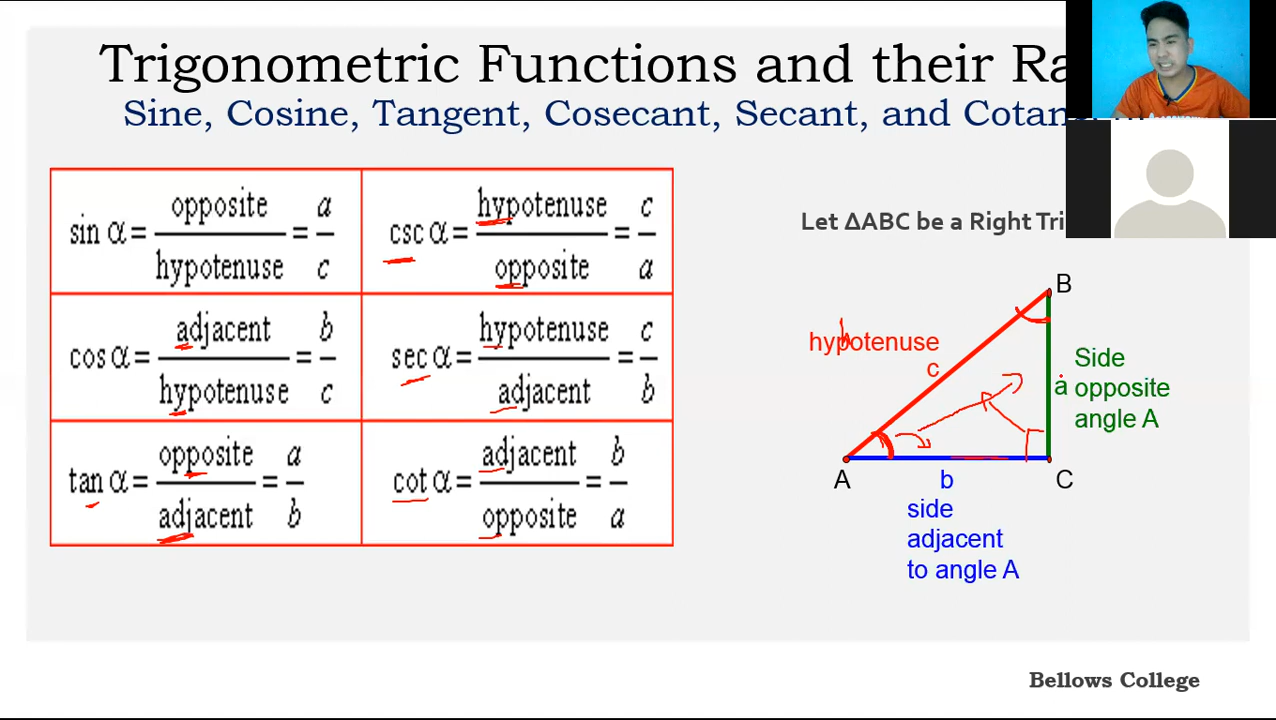 Trigonometric Functions and their Ra
Sine, Cosine, Tangent, Cosecant, Secant, and Cotan
sin α = opposite / hypotenuse = a / c
csc α = hypotenuse / opposite = c / a
cos α = adjacent / hypotenuse = b / c
sec α = hypotenuse / adjacent = c / b
tan α = opposite / adjacent = a / b
cot α = adjacent / opposite = b / a
Let ΔABC be a Right Tri
B
h
hypotenuse
c
a
Side
opposite
angle A
A
b
C
side
adjacent
to angle A
Bellows College